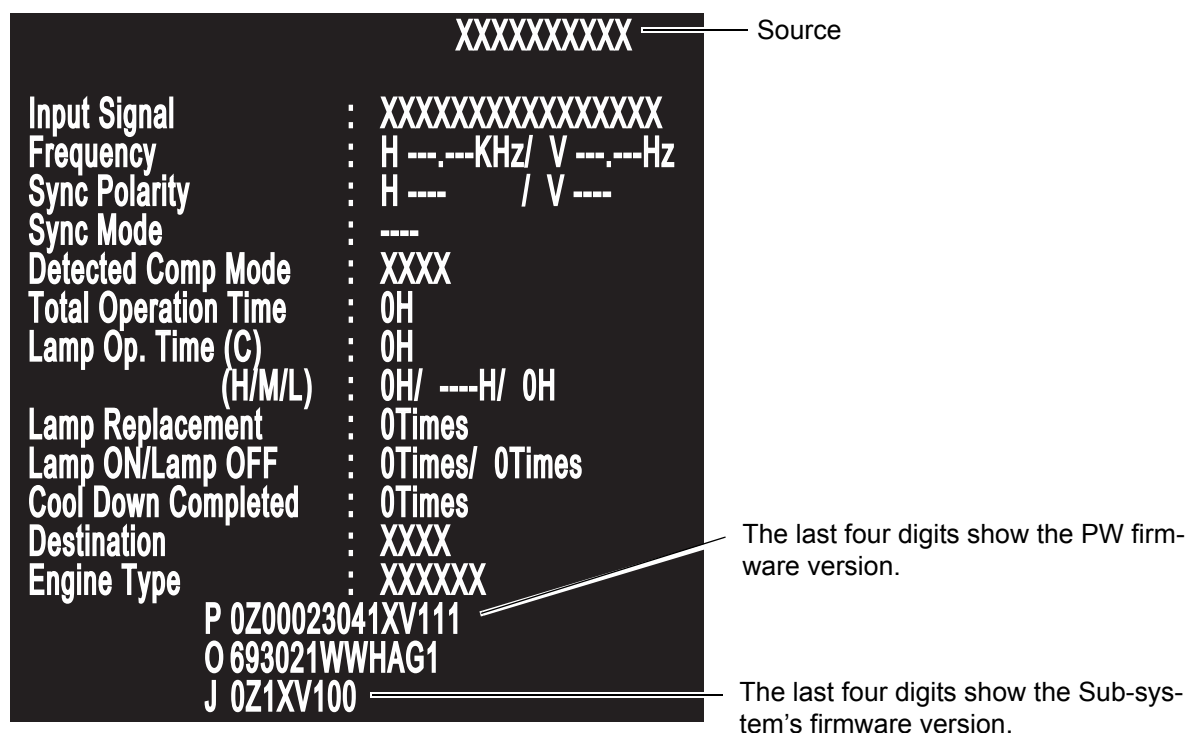 XXXXXXXXXX Source
Input Signal : XXXXXXXXXXXXXXXX
Frequency : H ---.---KHz/ V ---.---Hz
Sync Polarity : H ---- / V ----
Sync Mode : ----
Detected Comp Mode : XXXX
Total Operation Time : 0H
Lamp Op. Time (C) : 0H
(H/M/L) : 0H/ ----H/ 0H
Lamp Replacement : 0Times
Lamp ON/Lamp OFF : 0Times/ 0Times
Cool Down Completed : 0Times
Destination : XXXX
Engine Type : XXXXXX
P 0Z00023041XV111
O 693021WWHAG1
J 0Z1XV100
The last four digits show the PW firm-
ware version.
The last four digits show the Sub-sys-
tem's firmware version.